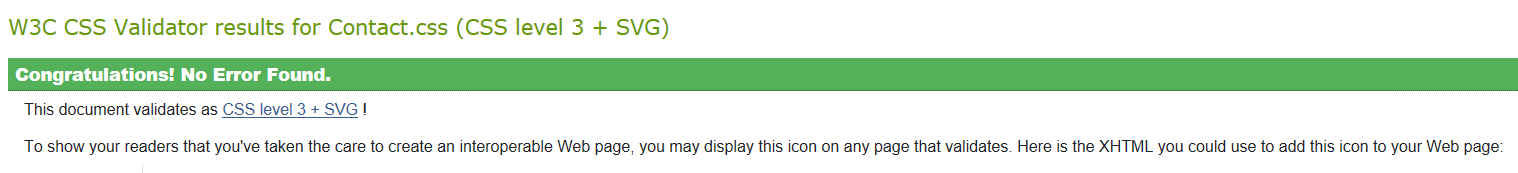 W3C CSS Validator results for Contact.css (CSS level 3 + SVG)
Congratulations! No Error Found.
This document validates as CSS level 3 + SVG !
To show your readers that you've taken the care to create an interoperable Web page, you may display this icon on any page that validates. Here is the XHTML you could use to add this icon to your Web page: